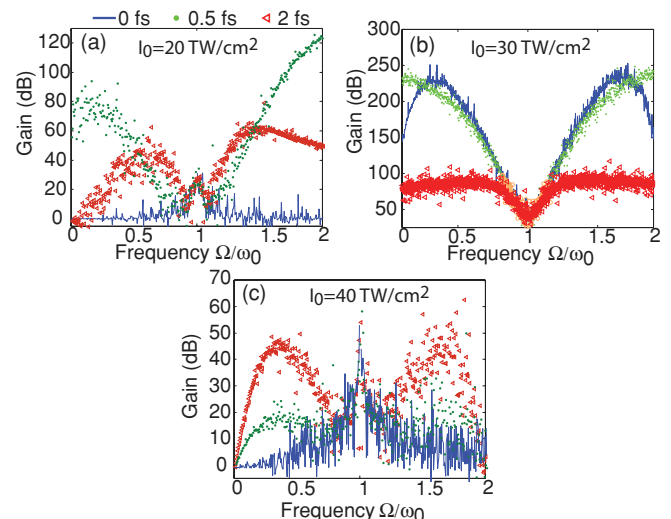 0 fs 0.5 fs 2 fs
(a) I0=20 TW/cm2
Gain (dB)
120
100
80
60
40
20
0
0 0.5 1 1.5 2
Frequency Ω/ω0
(b) I0=30 TW/cm2
Gain (dB)
300
250
200
150
100
50
0 0.5 1 1.5 2
Frequency Ω/ω0
(c) I0=40 TW/cm2
Gain (dB)
70
60
50
40
30
20
10
0
0 0.5 1 1.5 2
Frequency Ω/ω0